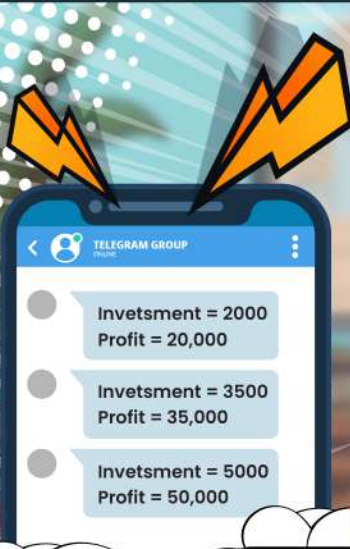 TELEGRAM GROUP
ONLINE
Invetsment = 2000
Profit = 20,000
Invetsment = 3500
Profit = 35,000
Invetsment = 5000
Profit = 50,000